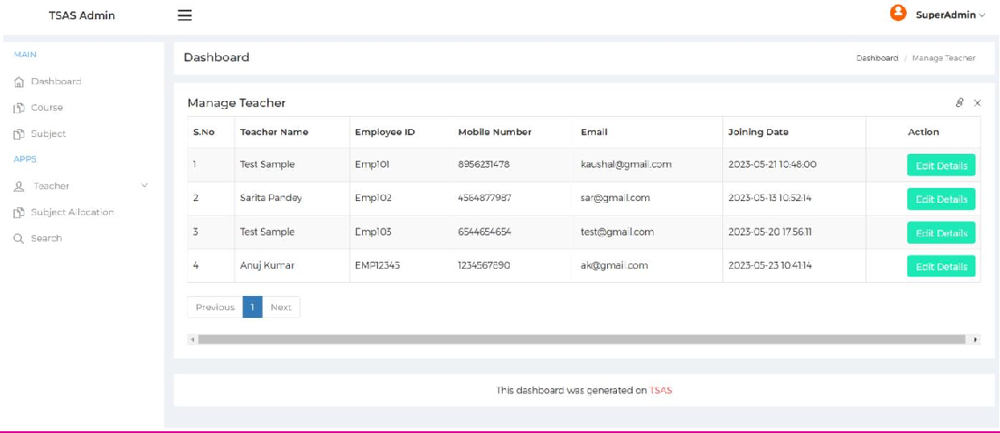 TSAS Admin
SuperAdmin
MAIN
Dashboard
Course
Subject
APPS
Teacher
Subject Allocation
Search
Dashboard
Dashboard / Manage Teacher
Manage Teacher
S.No Teacher Name Employee ID Mobile Number Email Joining Date Action
1 Test Sample Emp101 8956231478 kaushal@gmail.com 2023-05-21 10:48:00 Edit Details
2 Sarita Pandey Emp102 4564877987 sar@gmail.com 2023-05-13 10:52:14 Edit Details
3 Test Sample Emp103 6544654654 test@gmail.com 2023-05-20 17:56:11 Edit Details
4 Anuj Kumar EMP12345 1234567890 ak@gmail.com 2023-05-23 10:41:14 Edit Details
Previous 1 Next
This dashboard was generated on TSAS